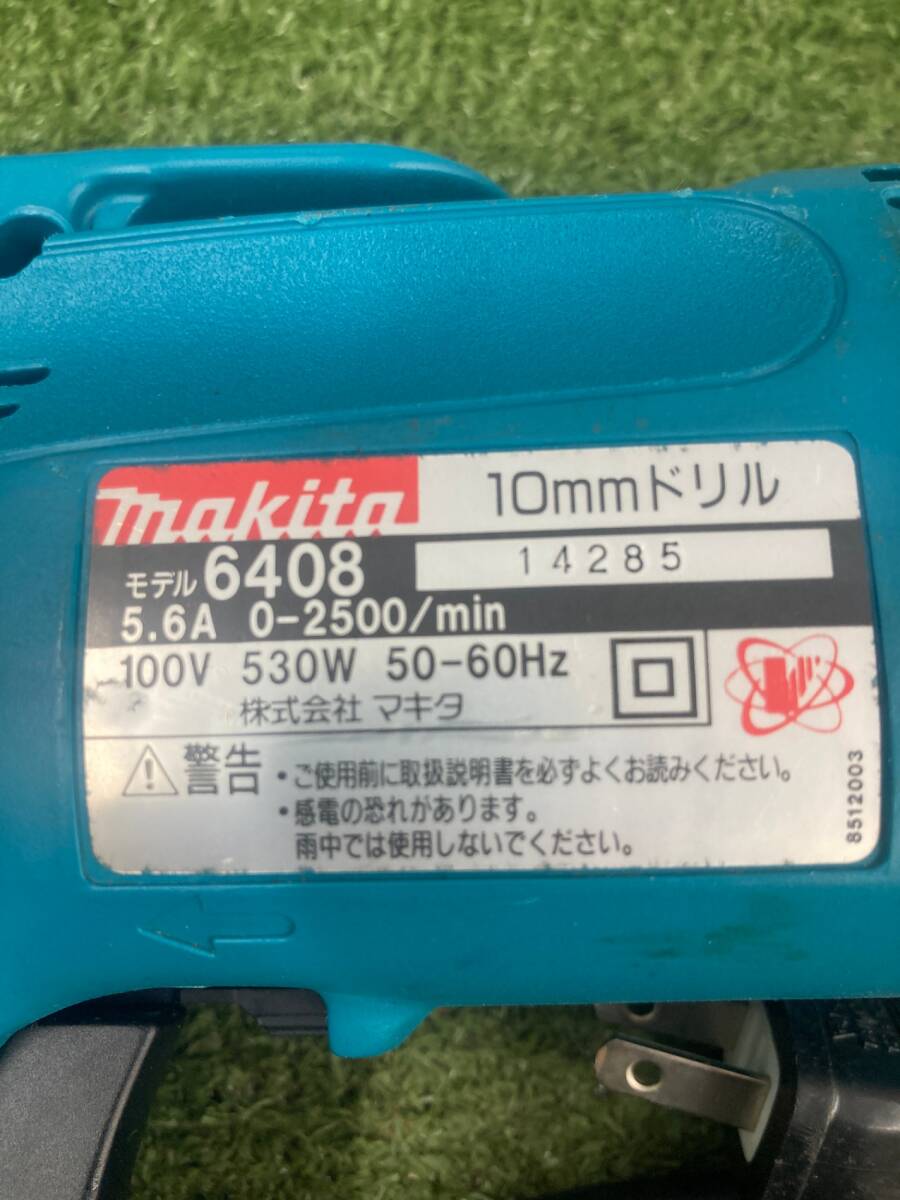 makita
10mmドリル
モデル6408
14285
5.6A 0-2500/min
100V 530W 50-60Hz
株式会社 マキタ
警告
・ご使用前に取扱説明書を必ずよくお読みください。
・感電の恐れがあります。
雨中では使用しないでください。
8512003